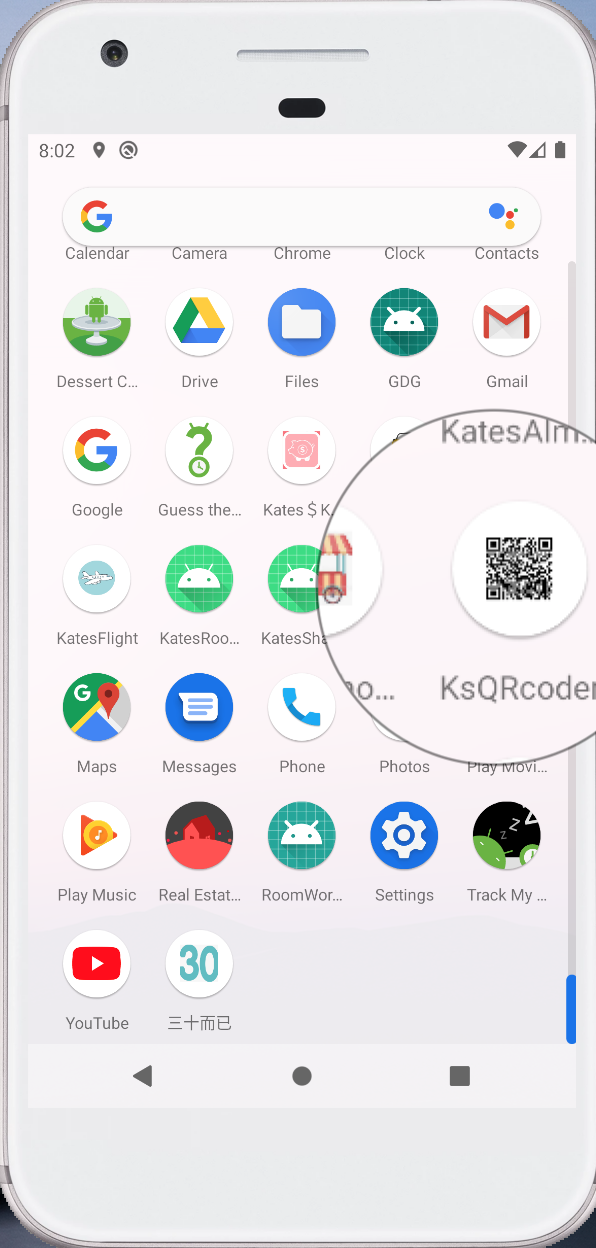 8:02
Calendar Camera Chrome Clock Contacts
Dessert C... Drive Files GDG Gmail
KatesAlm...
Google Guess the... Kates$K
KatesFlight KatesRoo... KatesSha
KsQRcoder
Maps Messages Phone Photos Play Movi...
Play Music Real Estat... RoomWor... Settings Track My ...
30
YouTube 三十而已